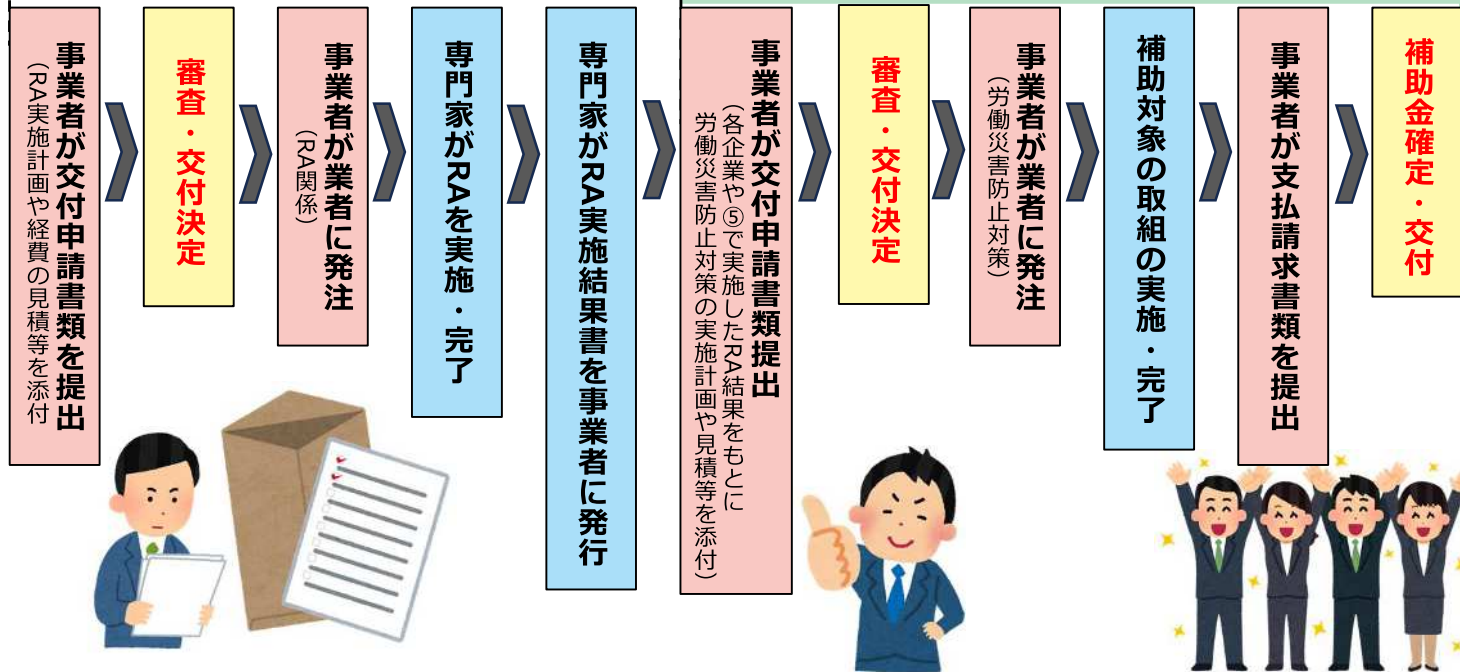 事業者が交付申請書類を提出
（RA実施計画や経費の見積等を添付
審査・交付決定
事業者が業者に発注
（RA関係）
専門家がRAを実施・完了
専門家がRA実施結果書を事業者に発行
事業者が交付申請書類提出
（各企業や⑤で実施したRA結果をもとに
労働災害防止対策の実施計画や見積等を添付）
審査・交付決定
事業者が業者に発注
（労働災害防止対策）
補助対象の取組の実施・完了
事業者が支払請求書類を提出
補助金確定・交付